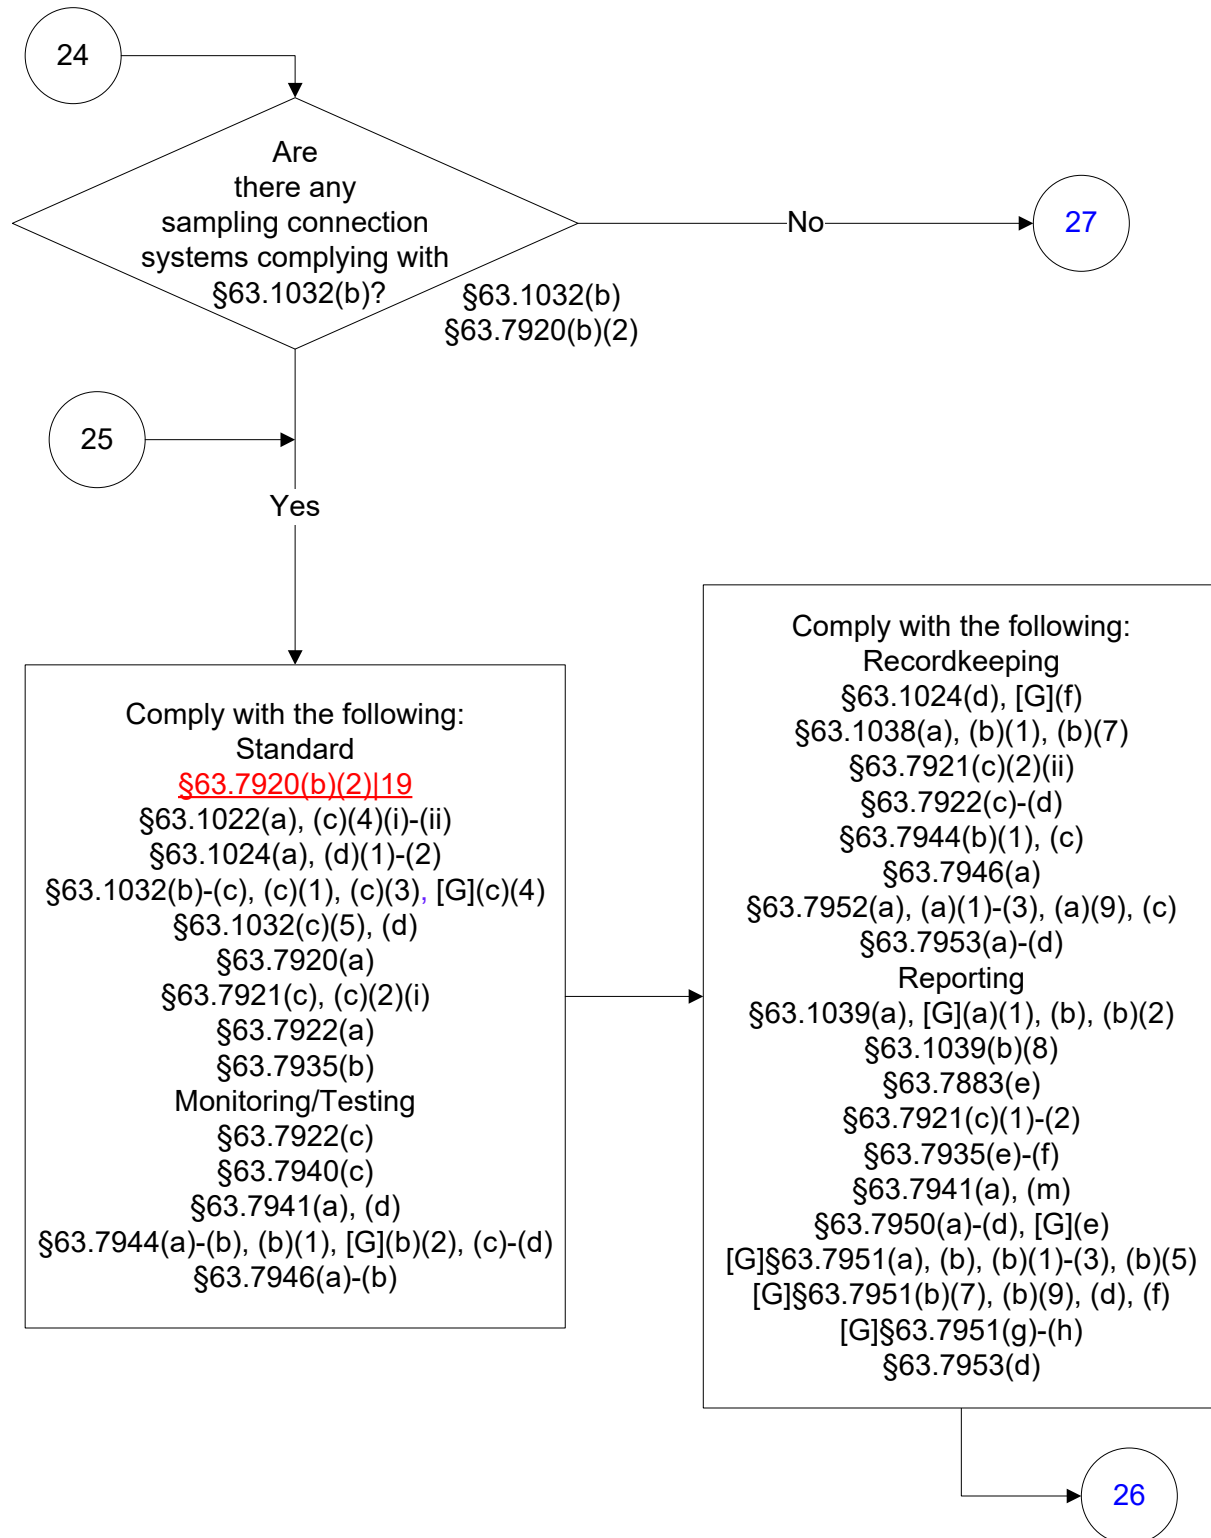 24
Are
there any
sampling connection
systems complying with
§63.1032(b)?
§63.1032(b)
§63.7920(b)(2)
No
27
25
Yes
Comply with the following:
Standard
§63.7920(b)(2)|19
§63.1022(a), (c)(4)(i)-(ii)
§63.1024(a), (d)(1)-(2)
§63.1032(b)-(c), (c)(1), (c)(3), [G](c)(4)
§63.1032(c)(5), (d)
§63.7920(a)
§63.7921(c), (c)(2)(i)
§63.7922(a)
§63.7935(b)
Monitoring/Testing
§63.7922(c)
§63.7940(c)
§63.7941(a), (d)
§63.7944(a)-(b), (b)(1), [G](b)(2), (c)-(d)
§63.7946(a)-(b)
Comply with the following:
Recordkeeping
§63.1024(d), [G](f)
§63.1038(a), (b)(1), (b)(7)
§63.7921(c)(2)(ii)
§63.7922(c)-(d)
§63.7944(b)(1), (c)
§63.7946(a)
§63.7952(a), (a)(1)-(3), (a)(9), (c)
§63.7953(a)-(d)
Reporting
§63.1039(a), [G](a)(1), (b), (b)(2)
§63.1039(b)(8)
§63.7883(e)
§63.7921(c)(1)-(2)
§63.7935(e)-(f)
§63.7941(a), (m)
§63.7950(a)-(d), [G](e)
[G]§63.7951(a), (b), (b)(1)-(3), (b)(5)
[G]§63.7951(b)(7), (b)(9), (d), (f)
[G]§63.7951(g)-(h)
§63.7953(d)
26